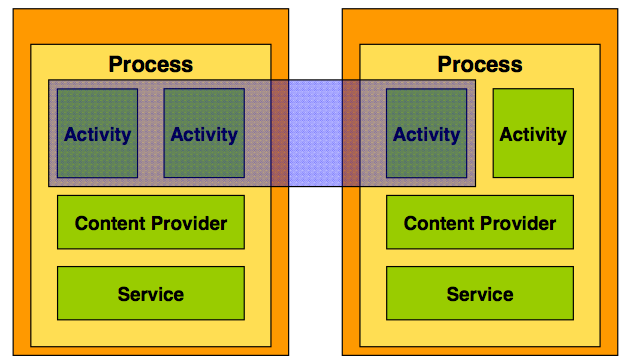 Process
Activity
Activity
Content Provider
Service
Process
Activity
Activity
Content Provider
Service